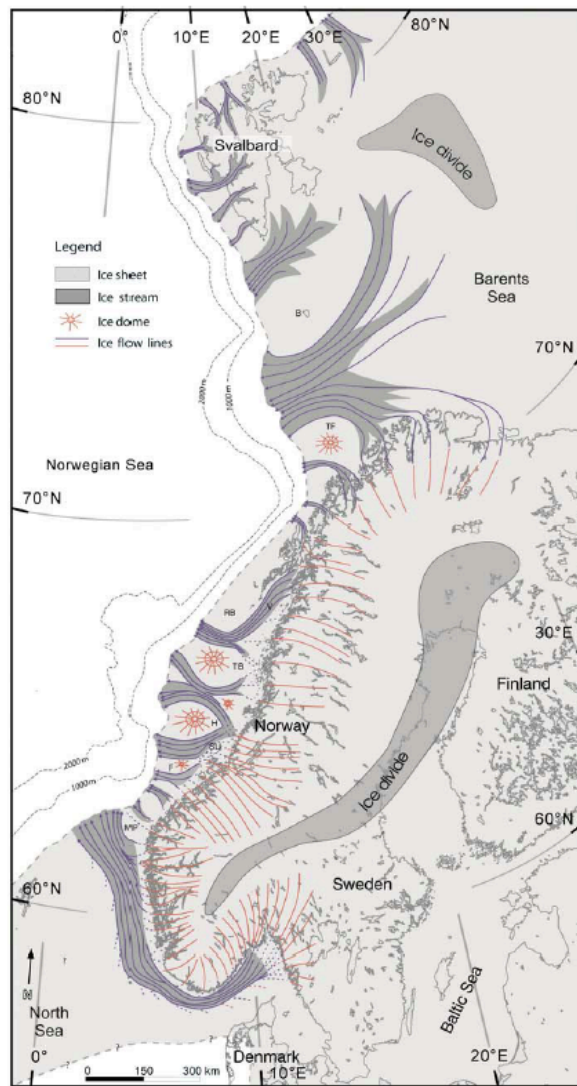 0° 10°E 20°E 30°E 80°N
80°N
Svalbard
Ice divide
Legend
Ice sheet
Ice stream
Ice dome
Ice flow lines
Barents
Sea
B
2000m
1000m
70°N
TF
Norwegian Sea
70°N
L
V
RB
30°E
TB
Finland
H
Norway
SU
2000m
F
1000m
Ice divide
MP
60°N
60°N
Sweden
North
Sea
Baltic Sea
0° 0 150 300 km Denmark
10°E 20°E